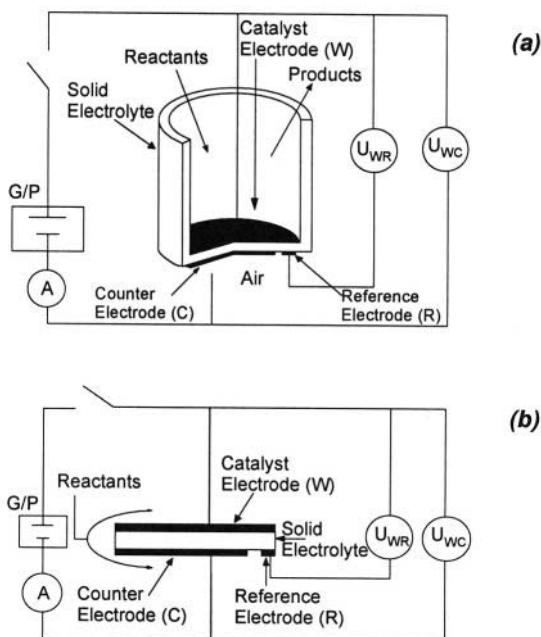 (a)
Catalyst
Electrode (W)
Reactants
Products
Solid
Electrolyte
U_WR
U_WC
G/P
A
Air
Counter
Electrode (C)
Reference
Electrode (R)
(b)
Reactants
Catalyst
Electrode (W)
G/P
Solid
Electrolyte
U_WR
U_WC
A
Counter
Electrode (C)
Reference
Electrode (R)